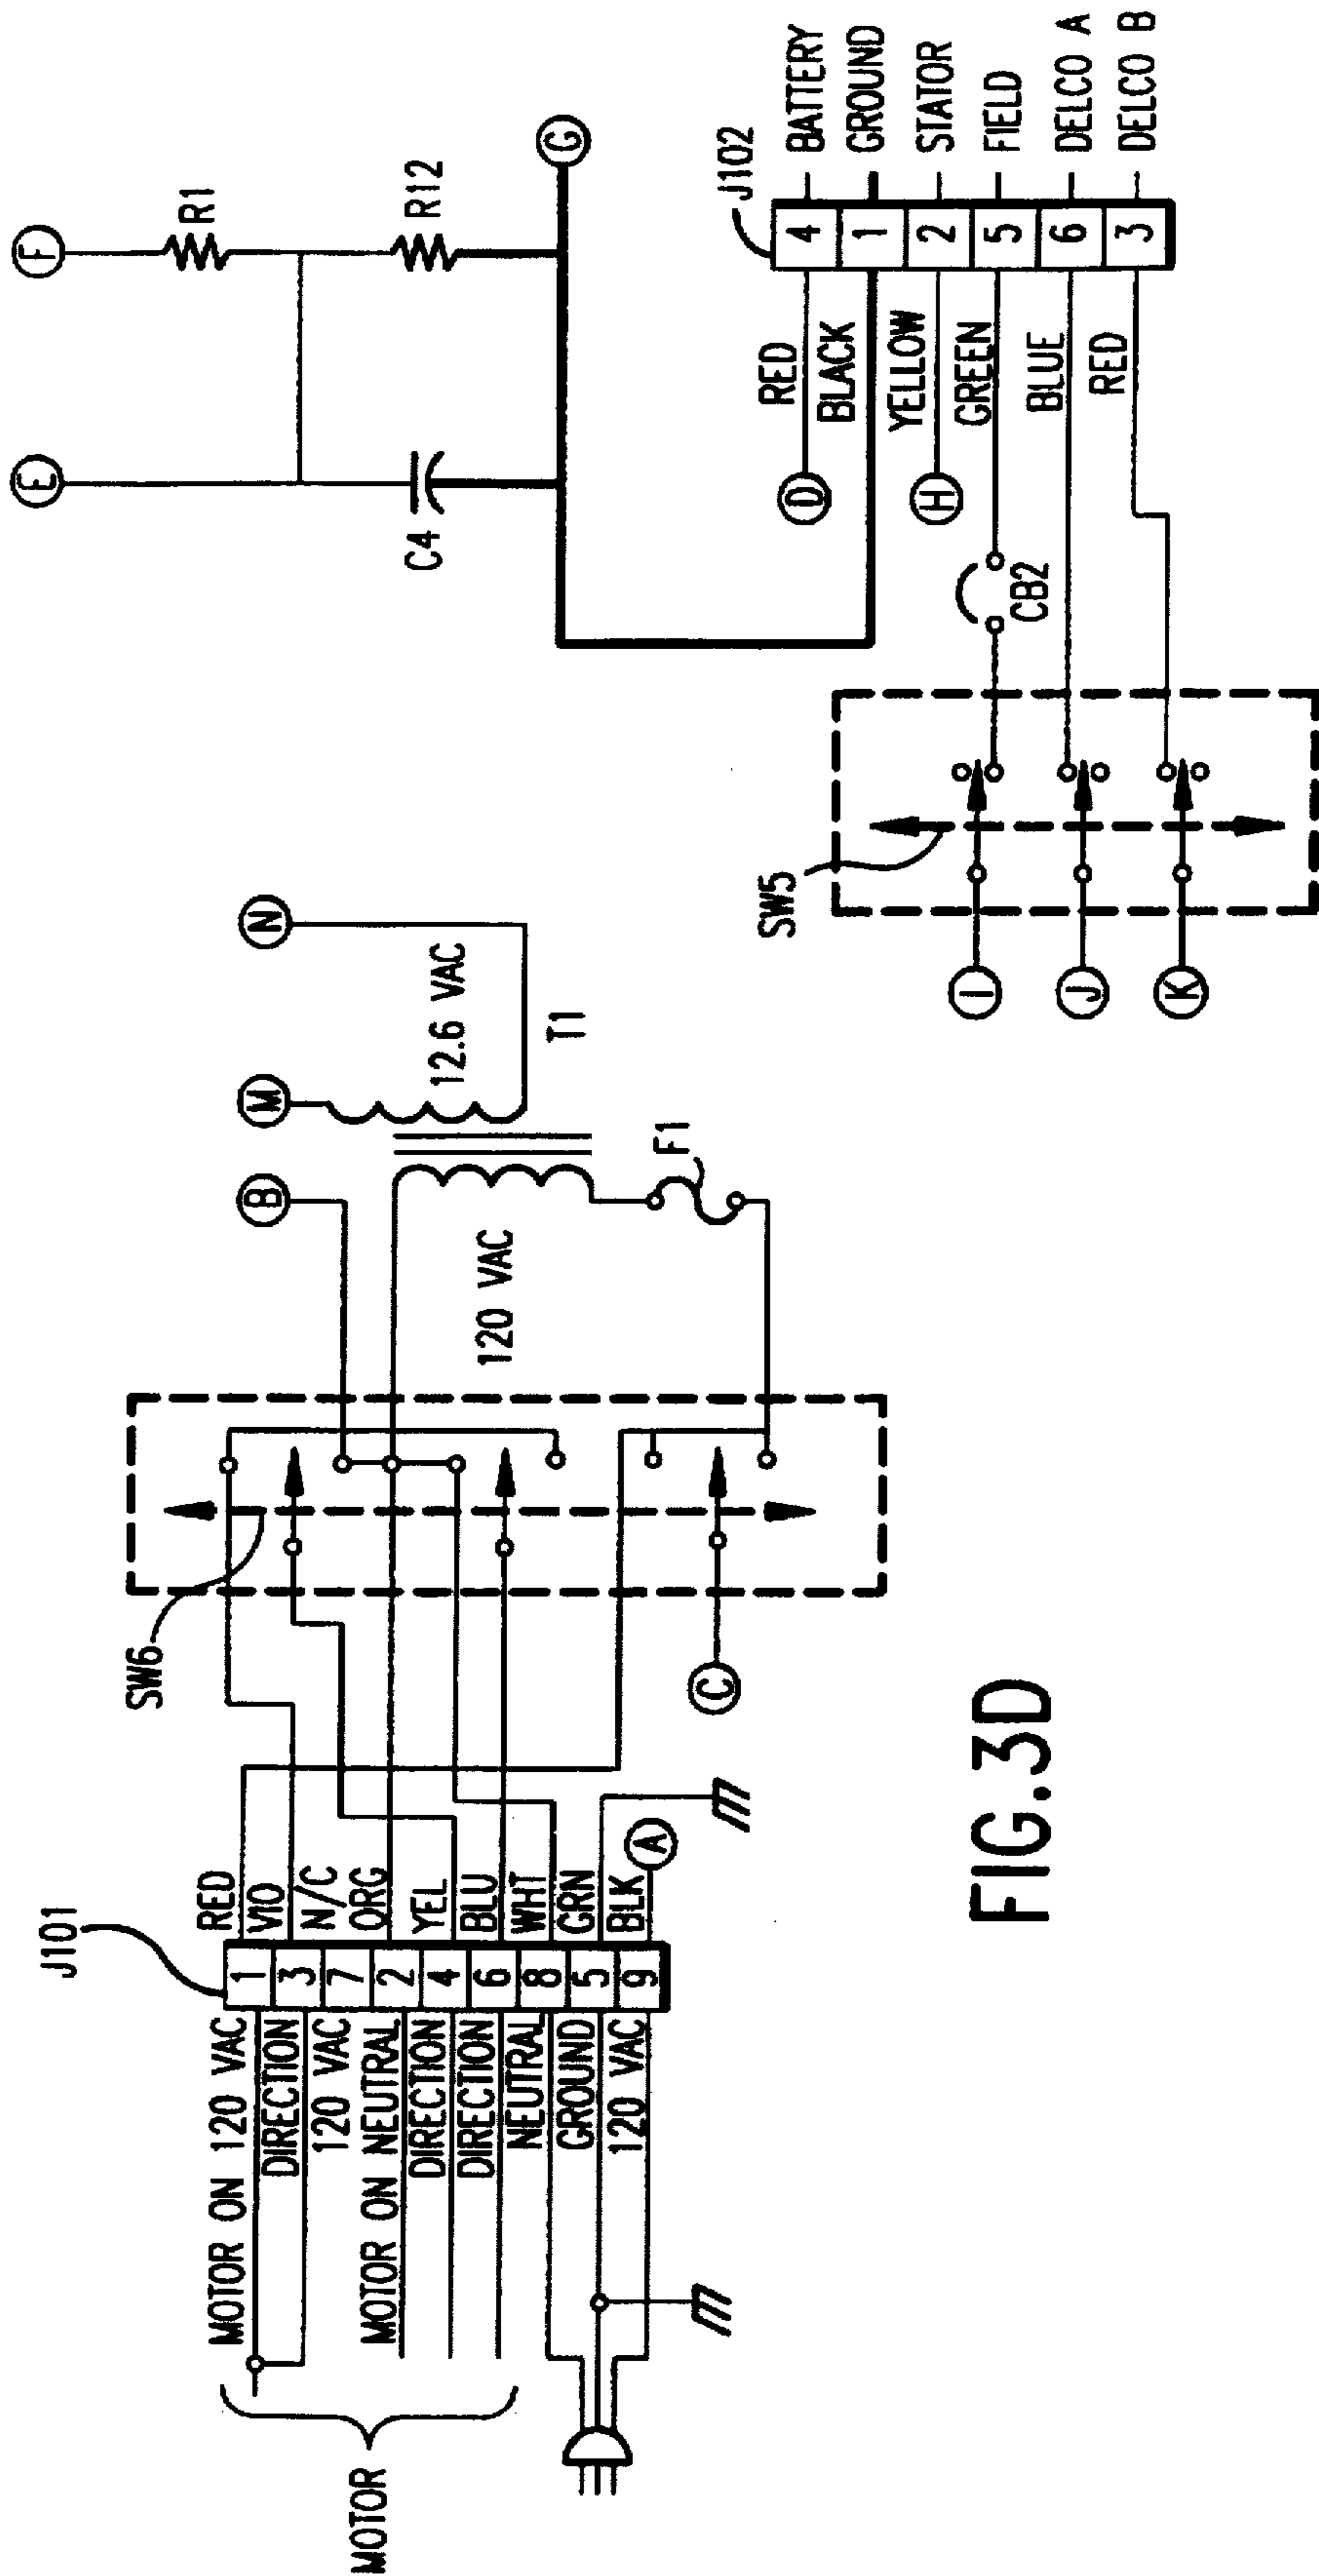 J101
MOTOR
MOTOR ON 120 VAC
DIRECTION
120 VAC
MOTOR ON NEUTRAL
DIRECTION
DIRECTION
NEUTRAL
GROUND
120 VAC
1
3
7
2
4
6
8
5
9
RED
VIO
N/C
ORG
YEL
BLU
WHT
GRN
BLK
A
SW6
C
B
M
N
120 VAC
12.6 VAC
T1
F1
E
F
R1
C4
R12
G
SW5
I
J
K
CB2
D
H
RED
BLACK
YELLOW
GREEN
BLUE
RED
J102
4
1
2
5
6
3
BATTERY
GROUND
STATOR
FIELD
DELCO A
DELCO B
FIG.3D